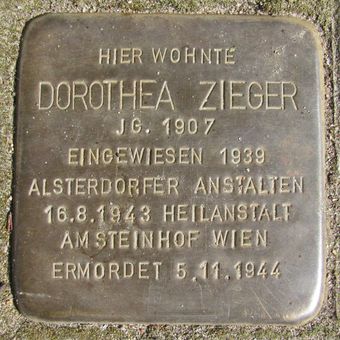 HIER WOHNTE
DOROTHEA ZIEGER
JG. 1907
EINGEWIESEN 1939
ALSTERDORFER ANSTALTEN
16.8.1943 HEILANSTALT
AM STEINHOF WIEN
ERMORDET 5.11.1944